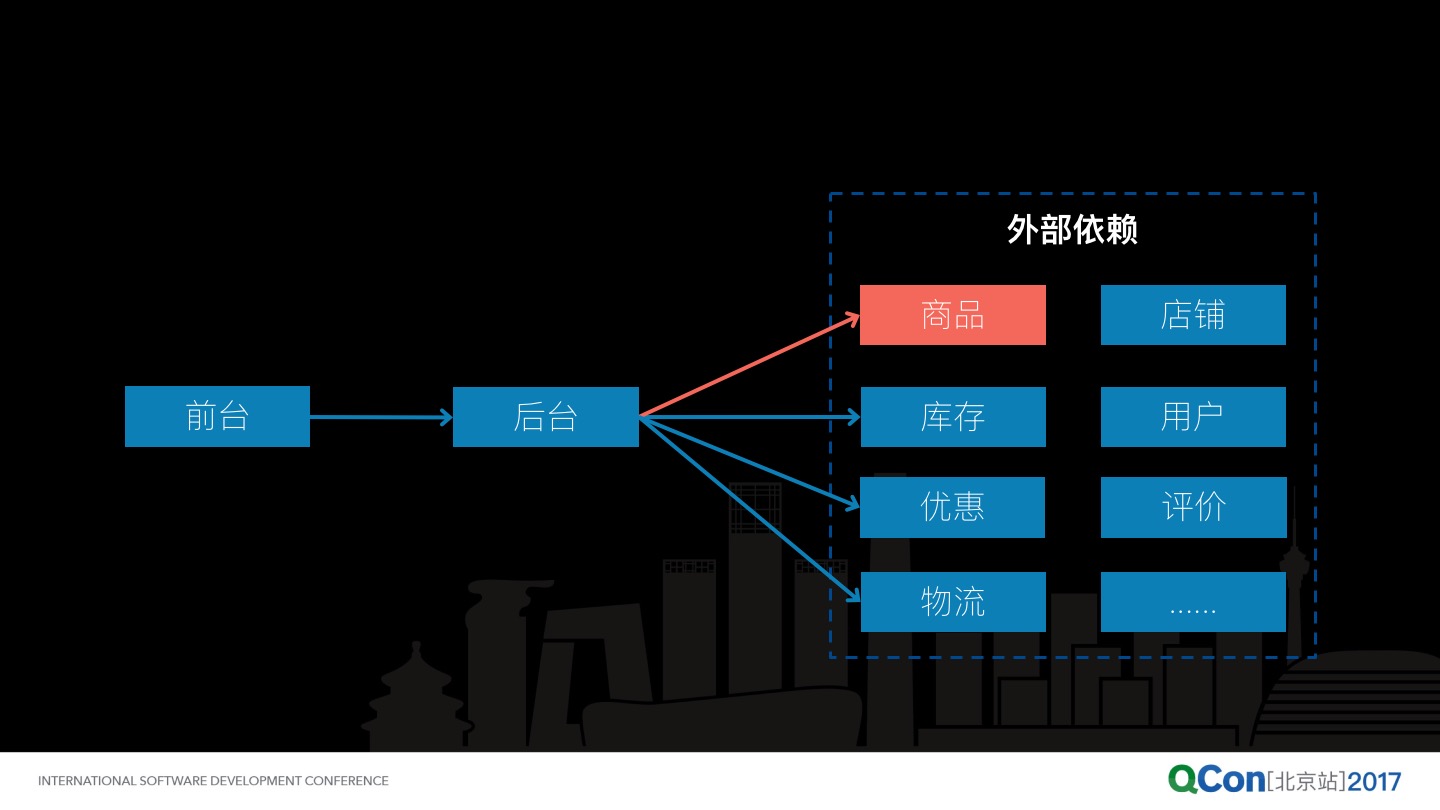 外部依赖
商品
店铺
前台
后台
库存
用户
优惠
评价
物流
......
INTERNATIONAL SOFTWARE DEVELOPMENT CONFERENCE
QCon[北京站]2017